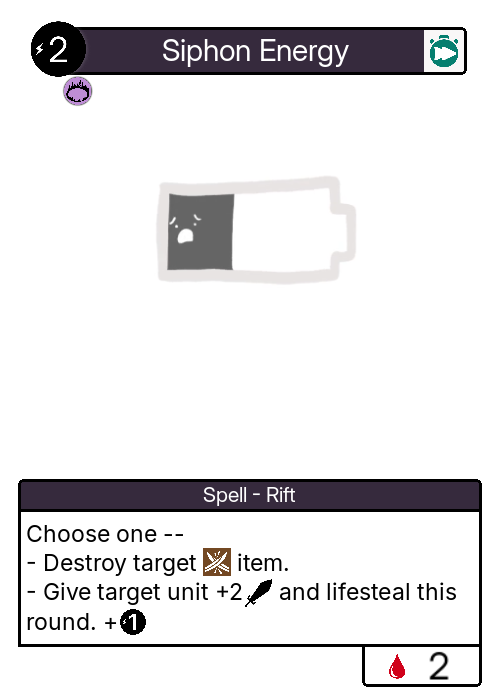 2 Siphon Energy
Spell - Rift
Choose one --
- Destroy target item.
- Give target unit +2 and lifesteal this
round. +1
2